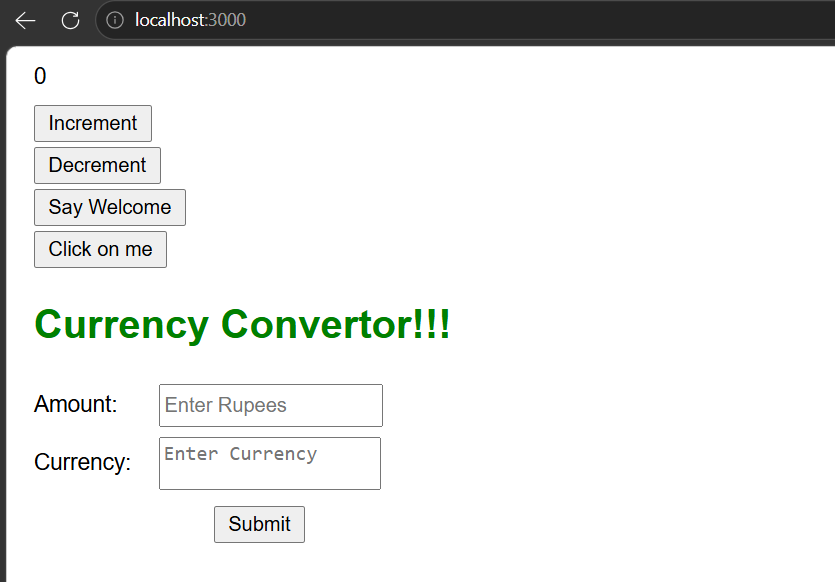 localhost:3000
0
Increment
Decrement
Say Welcome
Click on me
Currency Convertor!!!
Amount: Enter Rupees
Currency: Enter Currency
Submit